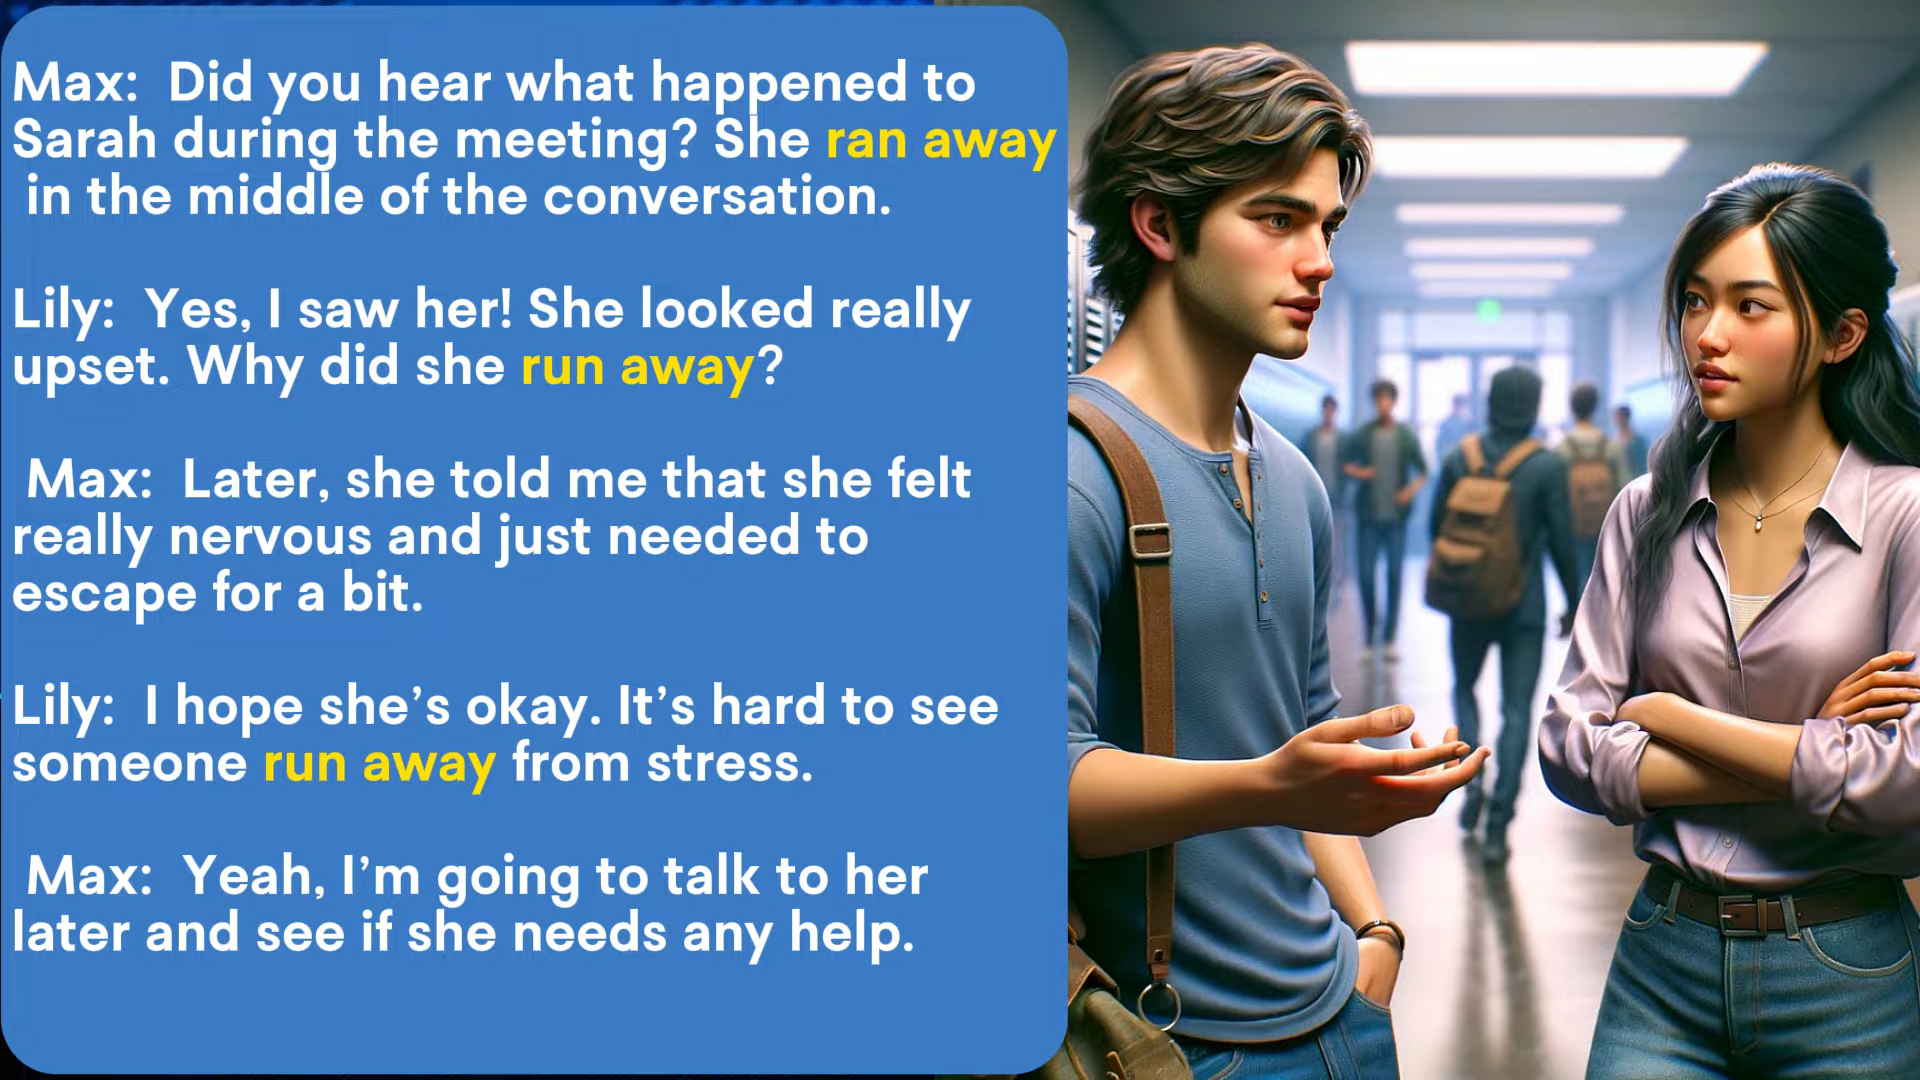 Max:  Did you hear what happened to
Sarah during the meeting? She ran away
in the middle of the conversation.
Lily:  Yes, I saw her! She looked really
upset. Why did she run away?
Max:  Later, she told me that she felt
really nervous and just needed to
escape for a bit.
Lily:  I hope she’s okay. It’s hard to see
someone run away from stress.
Max:  Yeah, I’m going to talk to her
later and see if she needs any help.